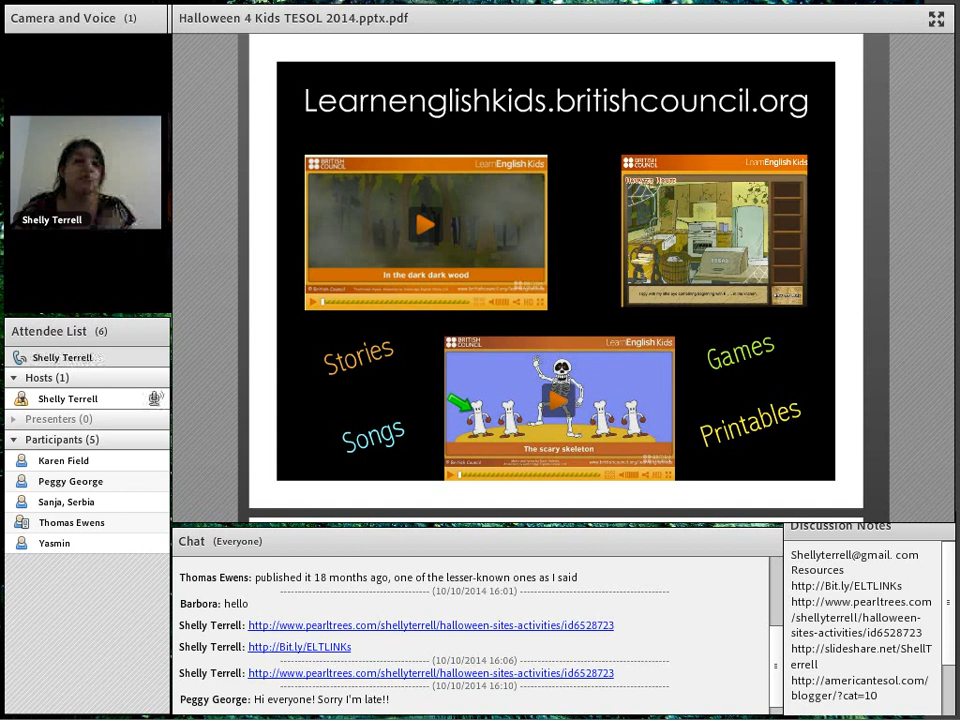 Camera and Voice (1)
Shelly Terrell
Attendee List (6)
Shelly Terrell
Hosts (1)
Shelly Terrell
Presenters (0)
Participants (5)
Karen Field
Peggy George
Sanja, Serbia
Thomas Ewens
Yasmin
Halloween 4 Kids TESOL 2014.pptx.pdf
Learnenglishkids.britishcouncil.org
BRITISH COUNCIL
LearnEnglish Kids
In the dark dark wood
BRITISH COUNCIL
LearnEnglish Kids
Haunted House
Stories
Songs
BRITISH COUNCIL
LearnEnglish Kids
The scary skeleton
Games
Printables
Chat (Everyone)
Thomas Ewens: published it 18 months ago, one of the lesser-known ones as I said
(10/10/2014 16:01)
Barbora: hello
Shelly Terrell: http://www.pearltrees.com/shellyterrell/halloween-sites-activities/id6528723
Shelly Terrell: http://Bit.ly/ELTLINKs
(10/10/2014 16:06)
Shelly Terrell: http://www.pearltrees.com/shellyterrell/halloween-sites-activities/id6528723
(10/10/2014 16:10)
Peggy George: Hi everyone! Sorry I'm late!!
Discussion Notes
Shellyterrell@gmail. com
Resources
http://Bit.ly/ELTLINKs
http://www.pearltrees.com
/shellyterrell/halloween-
sites-activities/id6528723
http://slideshare.net/ShellT
errell
http://americantesol.com/
blogger/?cat=10